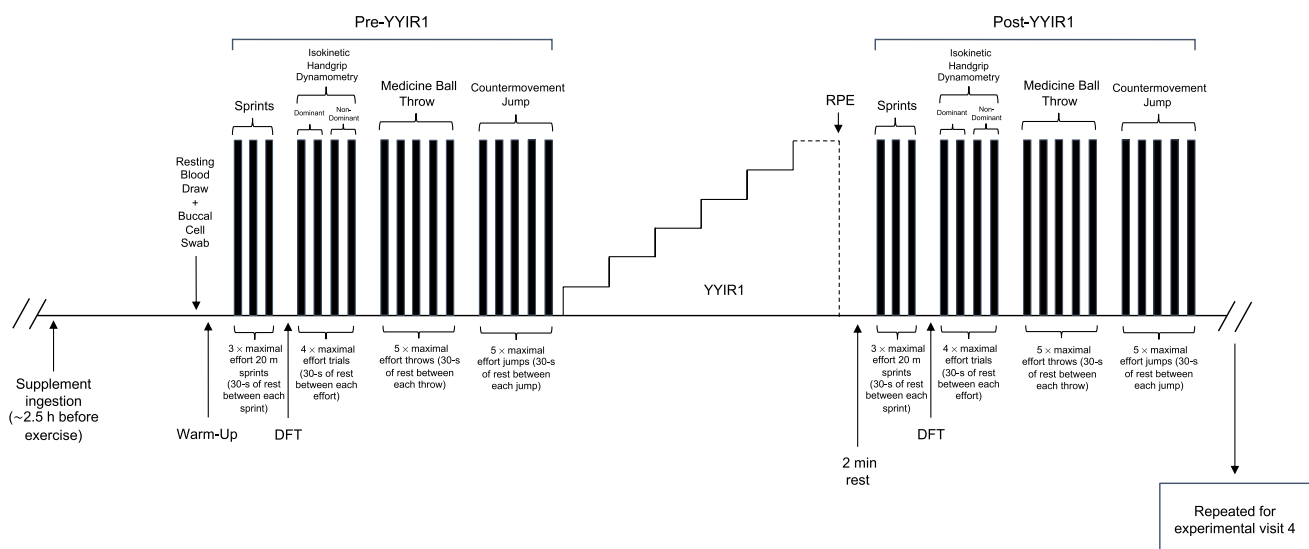 Pre-YYIR1
Post-YYIR1
Isokinetic
Handgrip
Dynamometry
Sprints
Dominant
Non-
Dominant
Medicine Ball
Throw
Countermovement
Jump
RPE
Sprints
Isokinetic
Handgrip
Dynamometry
Dominant
Non-
Dominant
Medicine Ball
Throw
Countermovement
Jump
Resting
Blood
Draw
+
Buccal
Cell
Swab
YYIR1
Supplement
ingestion
(~2.5 h before
exercise)
Warm-Up
3 × maximal
effort 20 m
sprints
(30-s of rest
between each
sprint)
DFT
4 × maximal
effort trials
(30-s of rest
between each
effort)
5 × maximal
effort throws (30-s
of rest between
each throw)
5 × maximal
effort jumps (30-s
of rest between
each jump)
2 min
rest
3 × maximal
effort 20 m
sprints
(30-s of rest
between each
sprint)
DFT
4 × maximal
effort trials
(30-s of rest
between each
effort)
5 × maximal
effort throws (30-s
of rest between
each throw)
5 × maximal
effort jumps (30-s
of rest between
each jump)
Repeated for
experimental visit 4